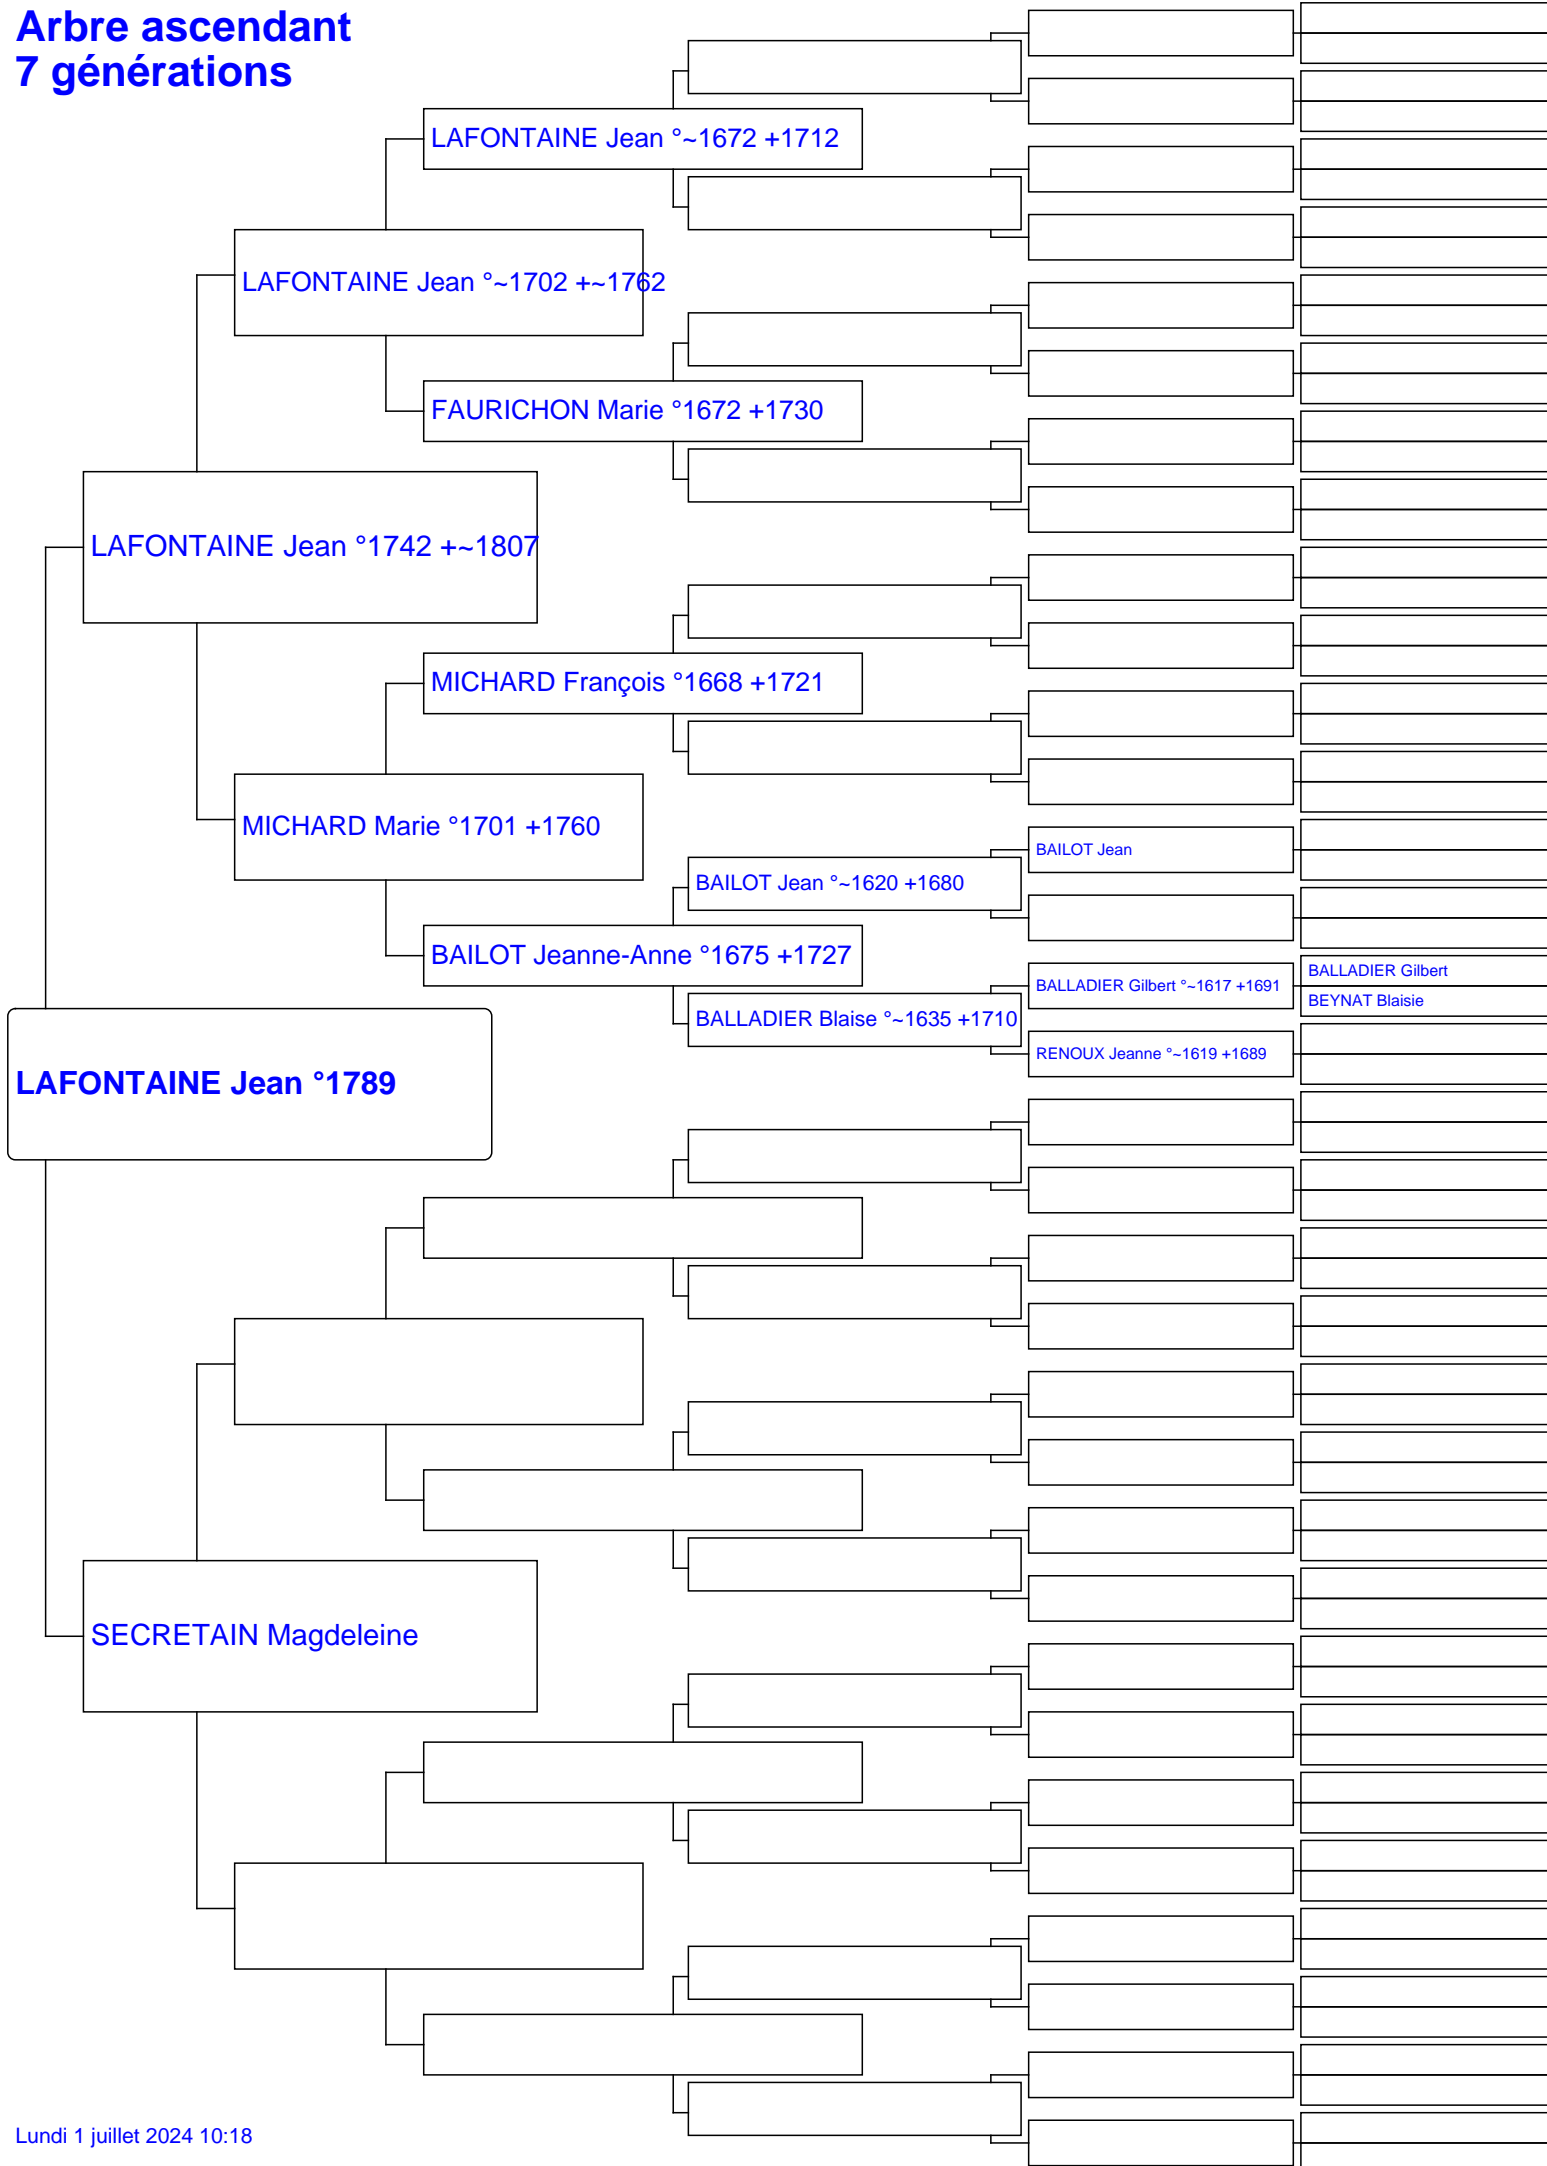 Arbre ascendant
7 générations
LAFONTAINE Jean °~1672 +1712
LAFONTAINE Jean °~1702 +~1762
FAURICHON Marie °1672 +1730
LAFONTAINE Jean °1742 +~1807
MICHARD François °1668 +1721
MICHARD Marie °1701 +1760
BAILOT Jean
BAILOT Jean °~1620 +1680
BAILOT Jeanne-Anne °1675 +1727
BALLADIER Gilbert
BALLADIER Gilbert °~1617 +1691
BEYNAT Blaisie
BALLADIER Blaise °~1635 +1710
RENOUX Jeanne °~1619 +1689
LAFONTAINE Jean °1789
SECRETAIN Magdeleine
Lundi 1 juillet 2024 10:18